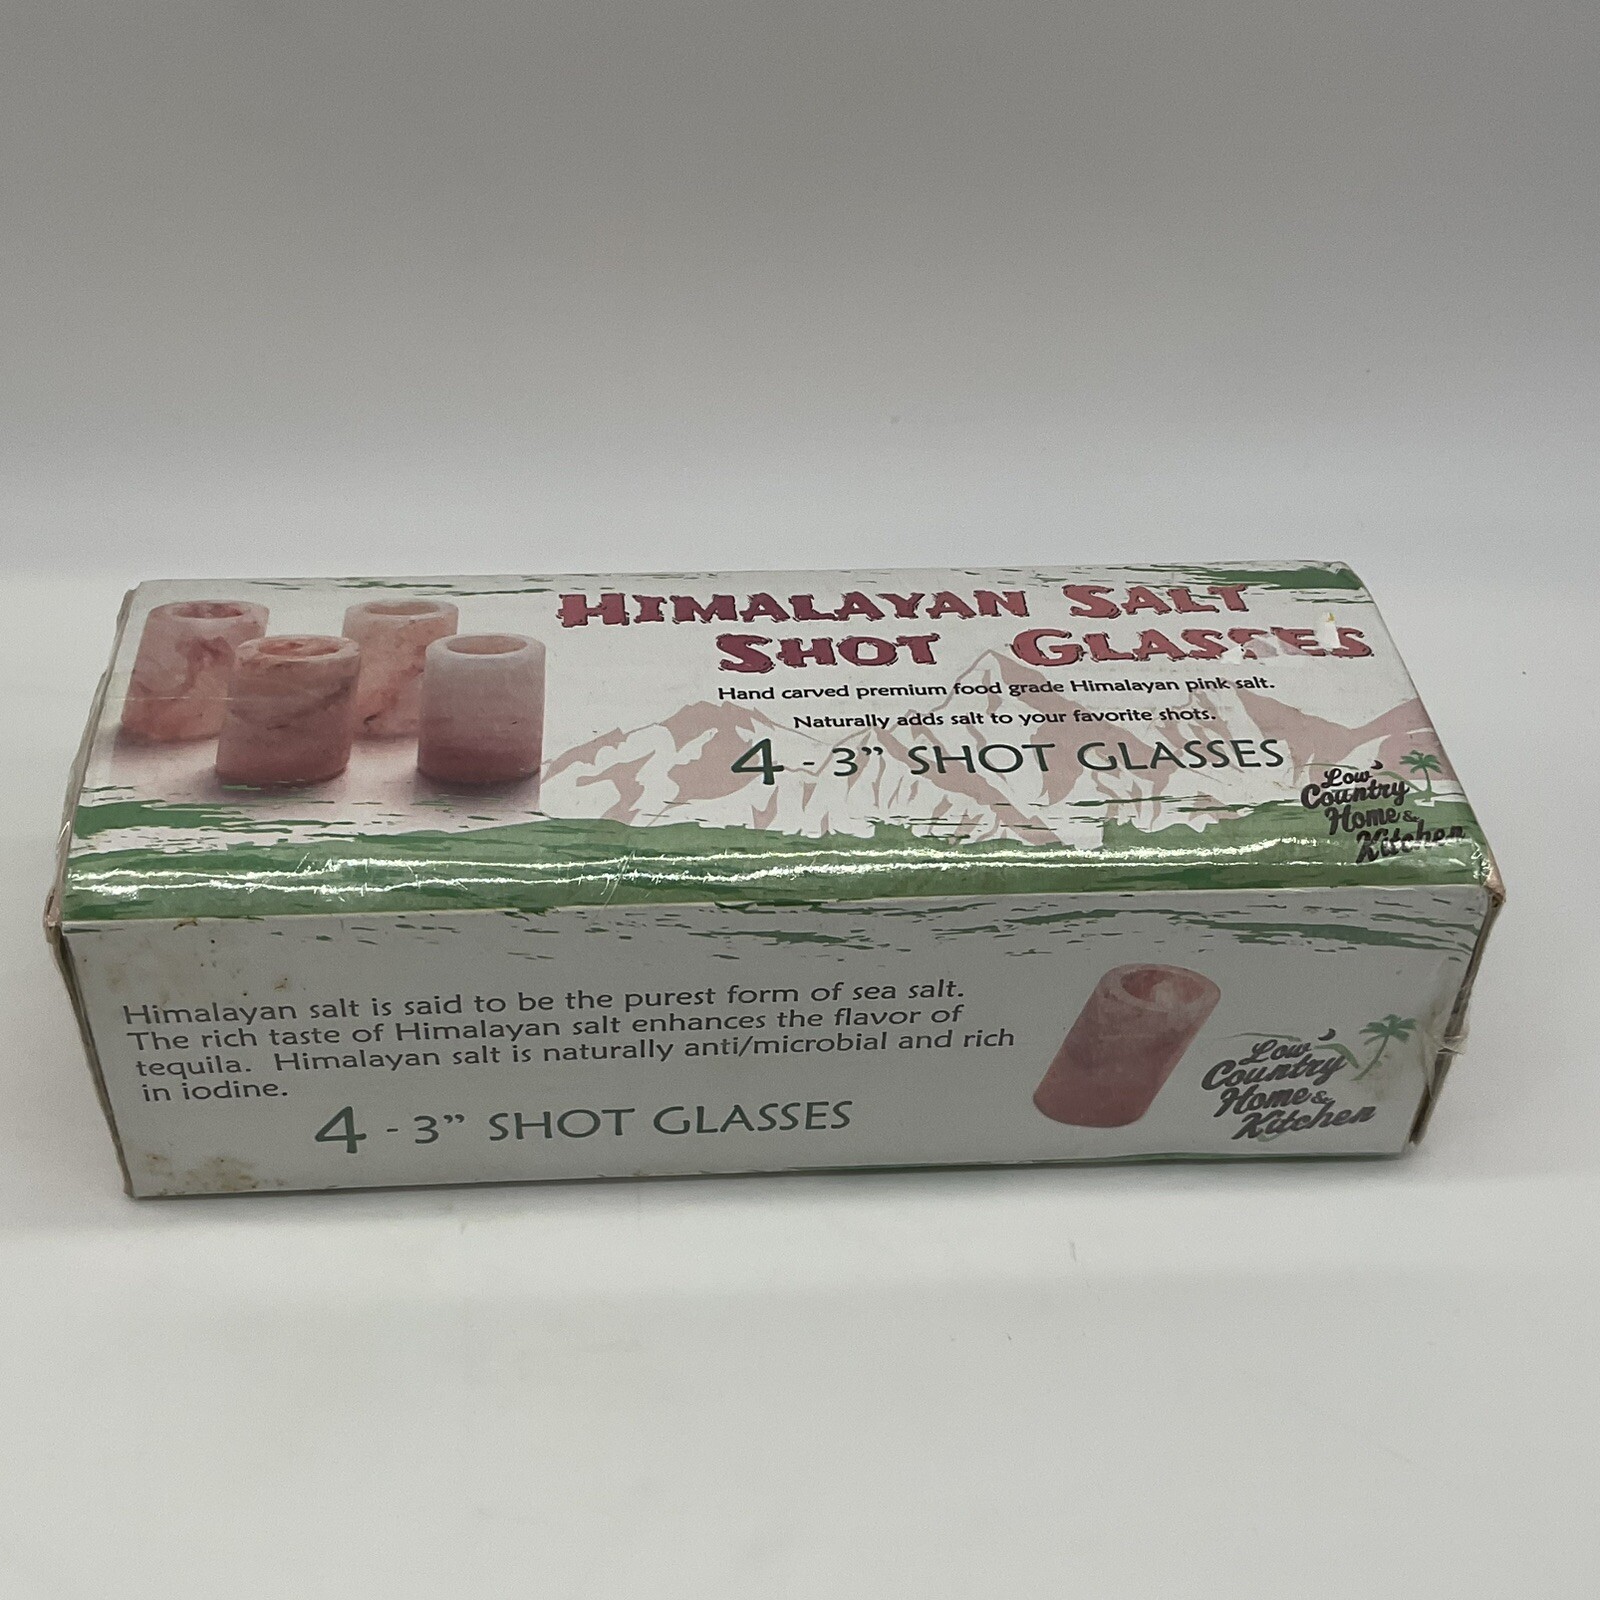 HIMALAYAN SALT
SHOT GLASSES
Hand carved premium food grade Himalayan pink salt.
Naturally adds salt to your favorite shots.
4 - 3” SHOT GLASSES
Low
Country
Home &
Kitchen
Himalayan salt is said to be the purest form of sea salt.
The rich taste of Himalayan salt enhances the flavor of
tequila. Himalayan salt is naturally anti/microbial and rich
in iodine.
4 - 3” SHOT GLASSES
Low
Country
Home &
Kitchen